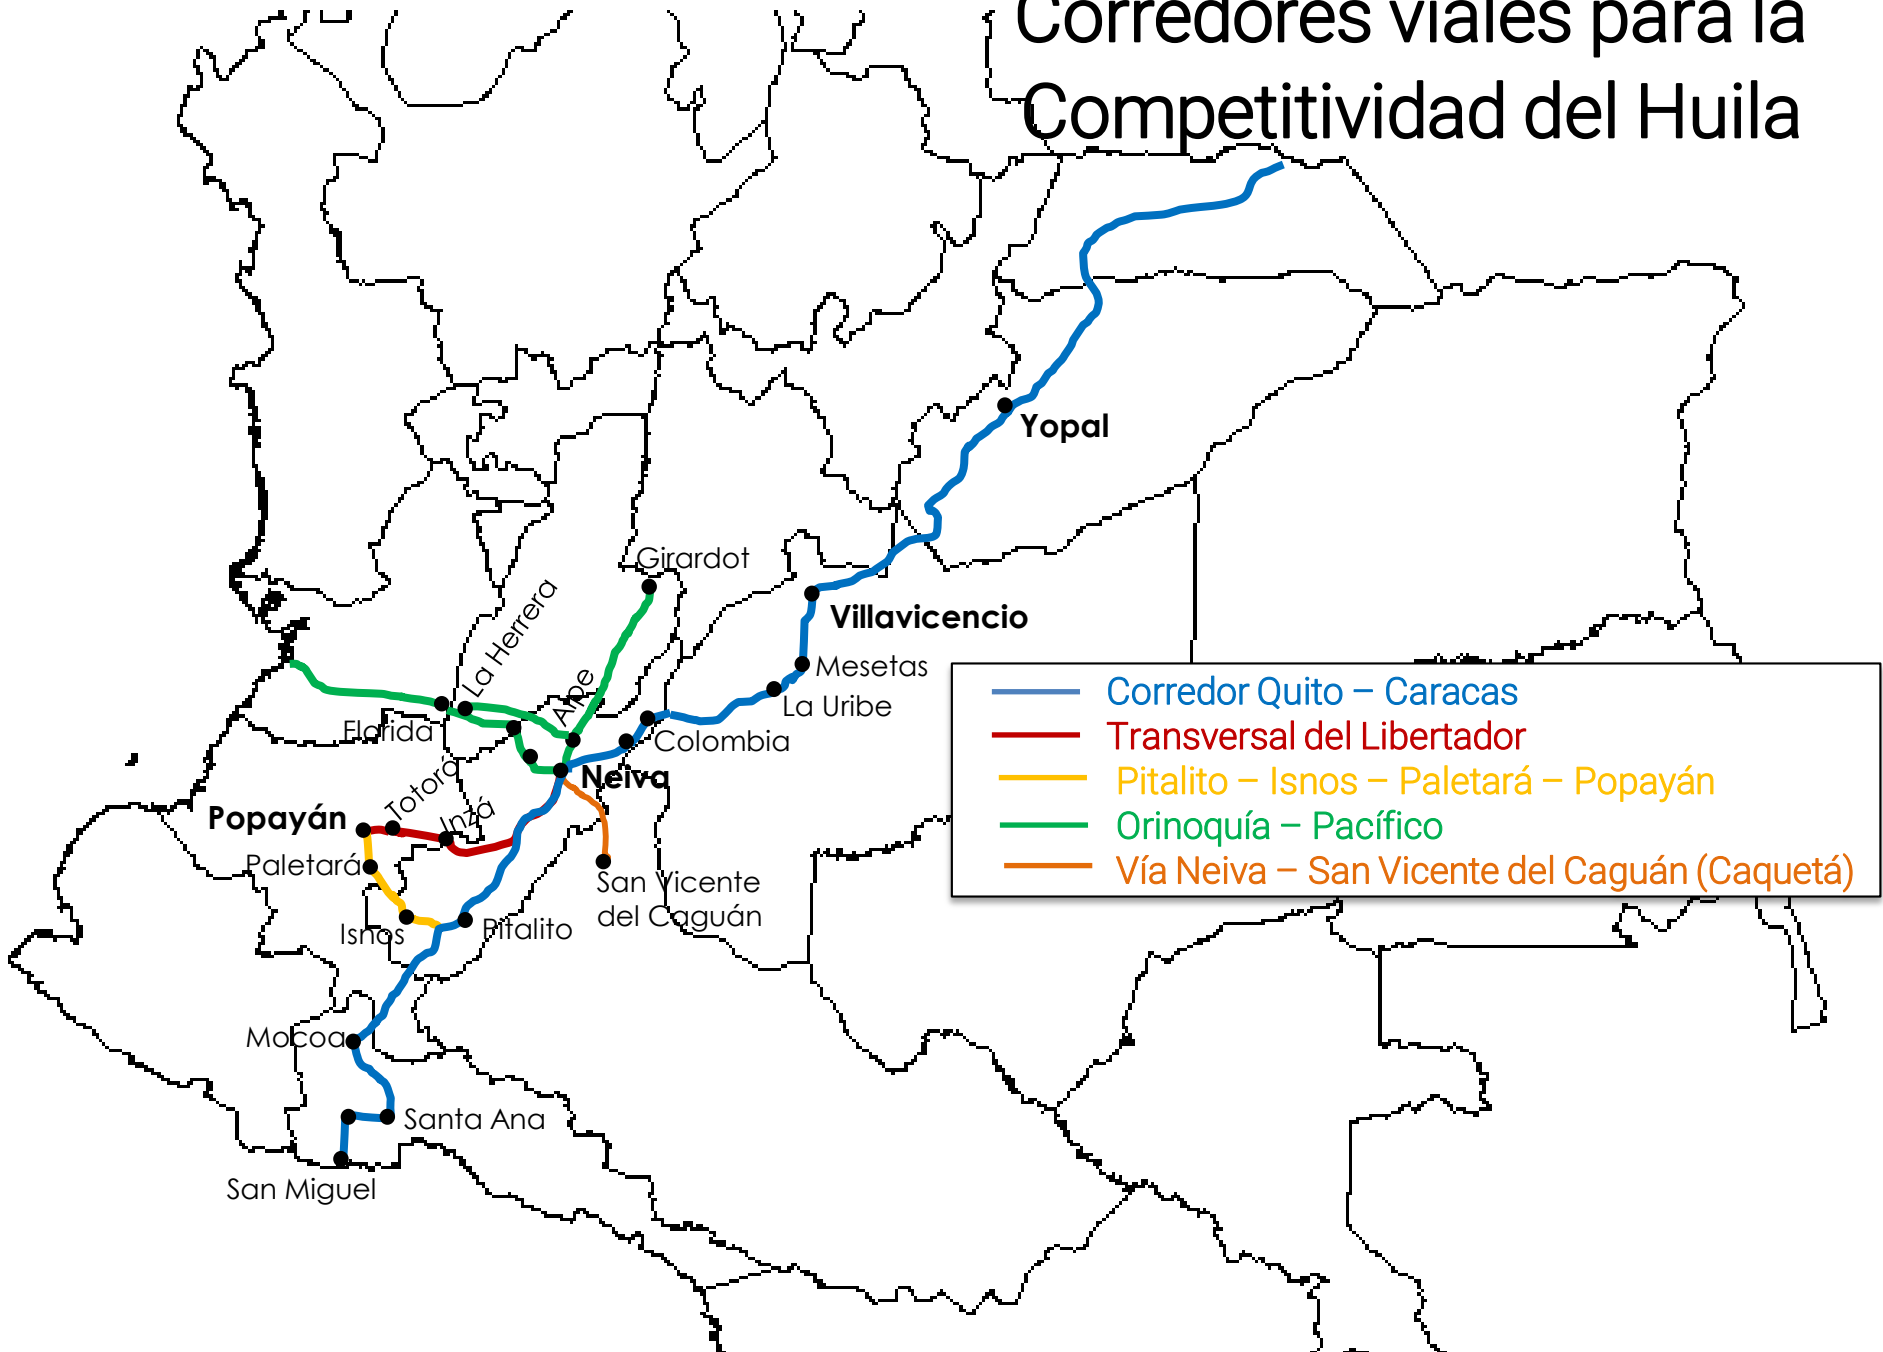 Corredores viales para la
Competitividad del Huila
Yopal
Girardot
La Herrera
Villavicencio
Mesetas
Aipe
La Uribe
Florida
Colombia
Neiva
Totoró
Inzá
Popayán
Paletará
San Vicente
del Caguán
Isnos
Pitalito
Mocoa
Santa Ana
San Miguel
Corredor Quito – Caracas
Transversal del Libertador
Pitalito – Isnos – Paletará – Popayán
Orinoquía – Pacífico
Vía Neiva – San Vicente del Caguán (Caquetá)